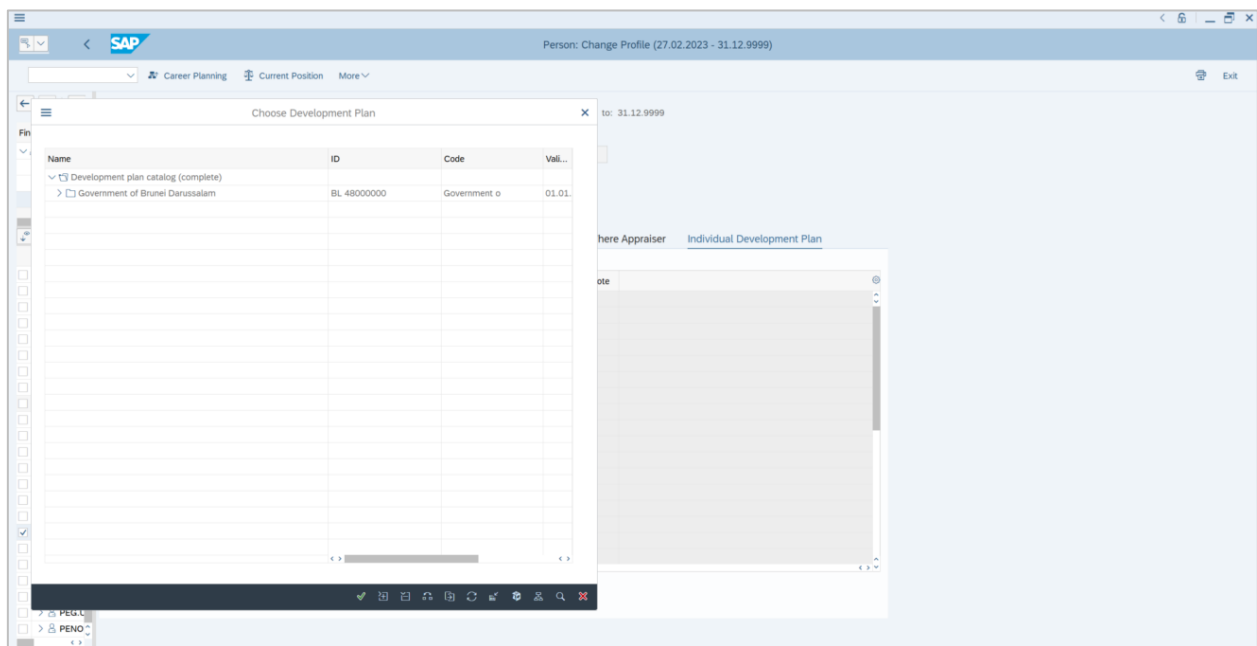 SAP
Person: Change Profile (27.02.2023 - 31.12.9999)
Career Planning Current Position More Exit
Choose Development Plan
to: 31.12.9999
Fin
Name ID Code Vali...
Development plan catalog (complete)
Government of Brunei Darussalam BL 48000000 Government o 01.01.
here Appraiser Individual Development Plan
ote
PEG.C
PENO